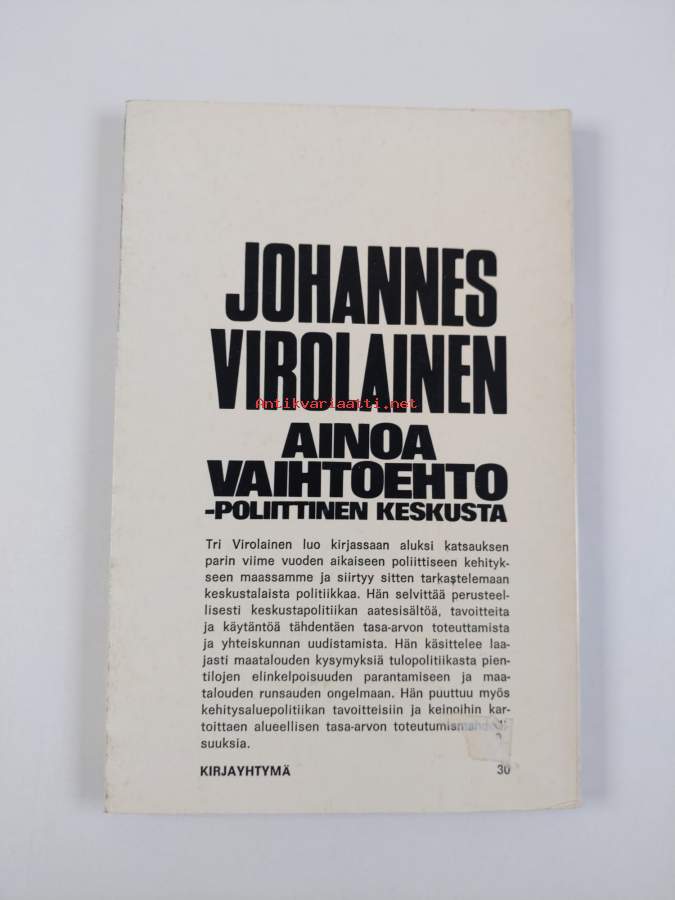 JOHANNES
VIROLAINEN
Antikvariaatti.net
AINOA
VAIHTOEHTO
-POLIITTINEN KESKUSTA
Tri Virolainen luo kirjassaan aluksi katsauksen
parin viime vuoden aikaiseen poliittiseen kehityk-
seen maassamme ja siirtyy sitten tarkastelemaan
keskustalaista politiikkaa. Hän selvittää perusteel-
lisesti keskustapolitiikan aatesisältöä, tavoitteita
ja käytäntöä tähdentäen tasa-arvon toteuttamista
ja yhteiskunnan uudistamista. Hän käsittelee laa-
jasti maatalouden kysymyksiä tulopolitiikasta pien-
tilojen elinkelpoisuuden parantamiseen ja maa-
talouden runsauden ongelmaan. Hän puuttuu myös
kehitysaluepolitiikan tavoitteisiin ja keinoihin kar-
toittaen alueellisen tasa-arvon toteutumis
suuksia.
KIRJAYHTYMÄ 30